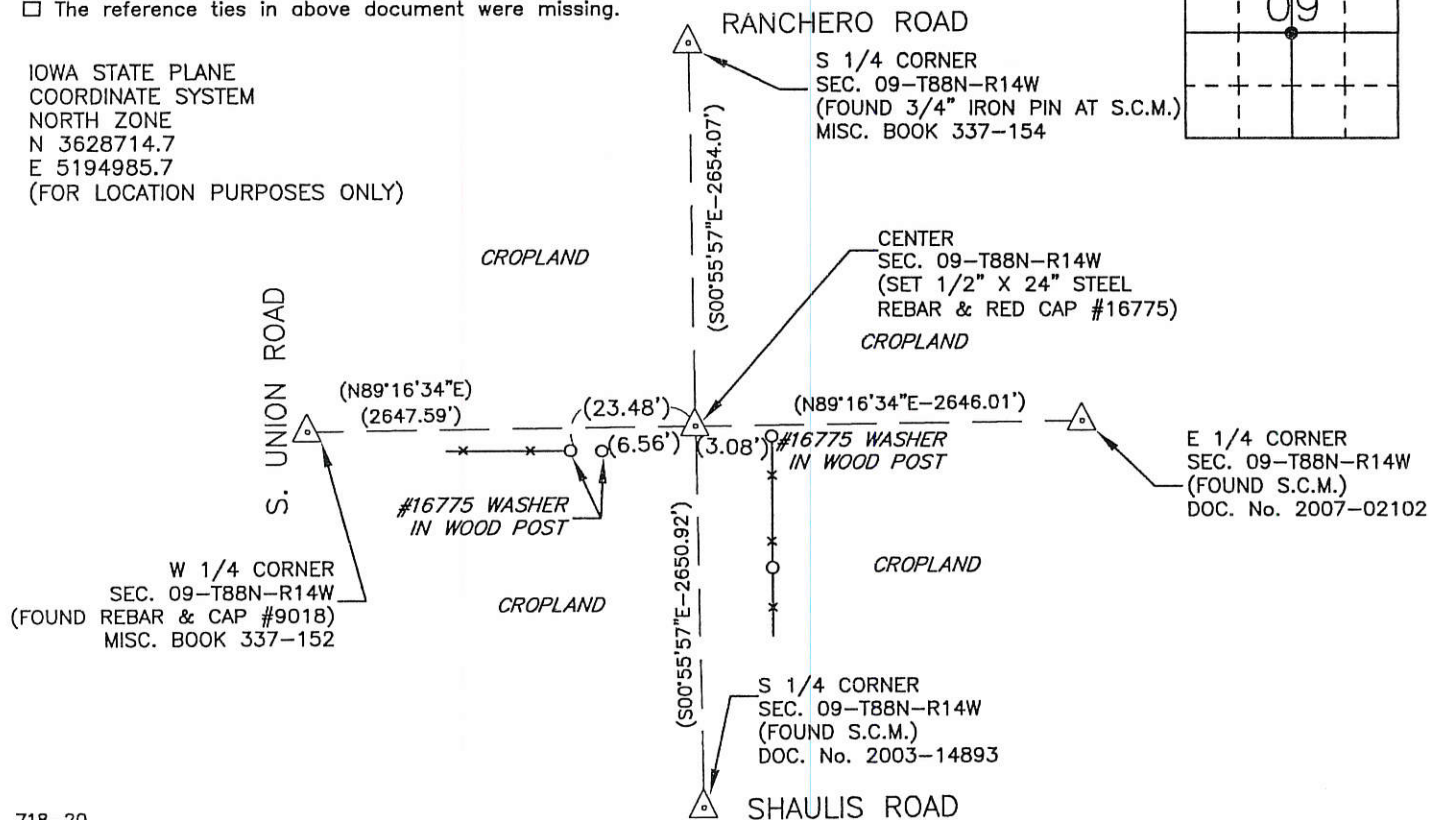 ☐ The reference ties in above document were missing.
09
RANCHERO ROAD
S 1/4 CORNER
SEC. 09-T88N-R14W
(FOUND 3/4" IRON PIN AT S.C.M.)
MISC. BOOK 337-154
IOWA STATE PLANE
COORDINATE SYSTEM
NORTH ZONE
N 3628714.7
E 5194985.7
(FOR LOCATION PURPOSES ONLY)
(S00°55'57"E-2654.07')
CROPLAND
CENTER
SEC. 09-T88N-R14W
(SET 1/2" X 24" STEEL
REBAR & RED CAP #16775)
CROPLAND
S. UNION ROAD
(N89°16'34"E)
(2647.59')
(23.48')
(N89°16'34"E-2646.01')
(6.56')
(3.08')
#16775 WASHER
IN WOOD POST
#16775 WASHER
IN WOOD POST
E 1/4 CORNER
SEC. 09-T88N-R14W
(FOUND S.C.M.)
DOC. No. 2007-02102
W 1/4 CORNER
SEC. 09-T88N-R14W
(FOUND REBAR & CAP #9018)
MISC. BOOK 337-152
CROPLAND
CROPLAND
(S00°55'57"E-2650.92')
S 1/4 CORNER
SEC. 09-T88N-R14W
(FOUND S.C.M.)
DOC. No. 2003-14893
SHAULIS ROAD